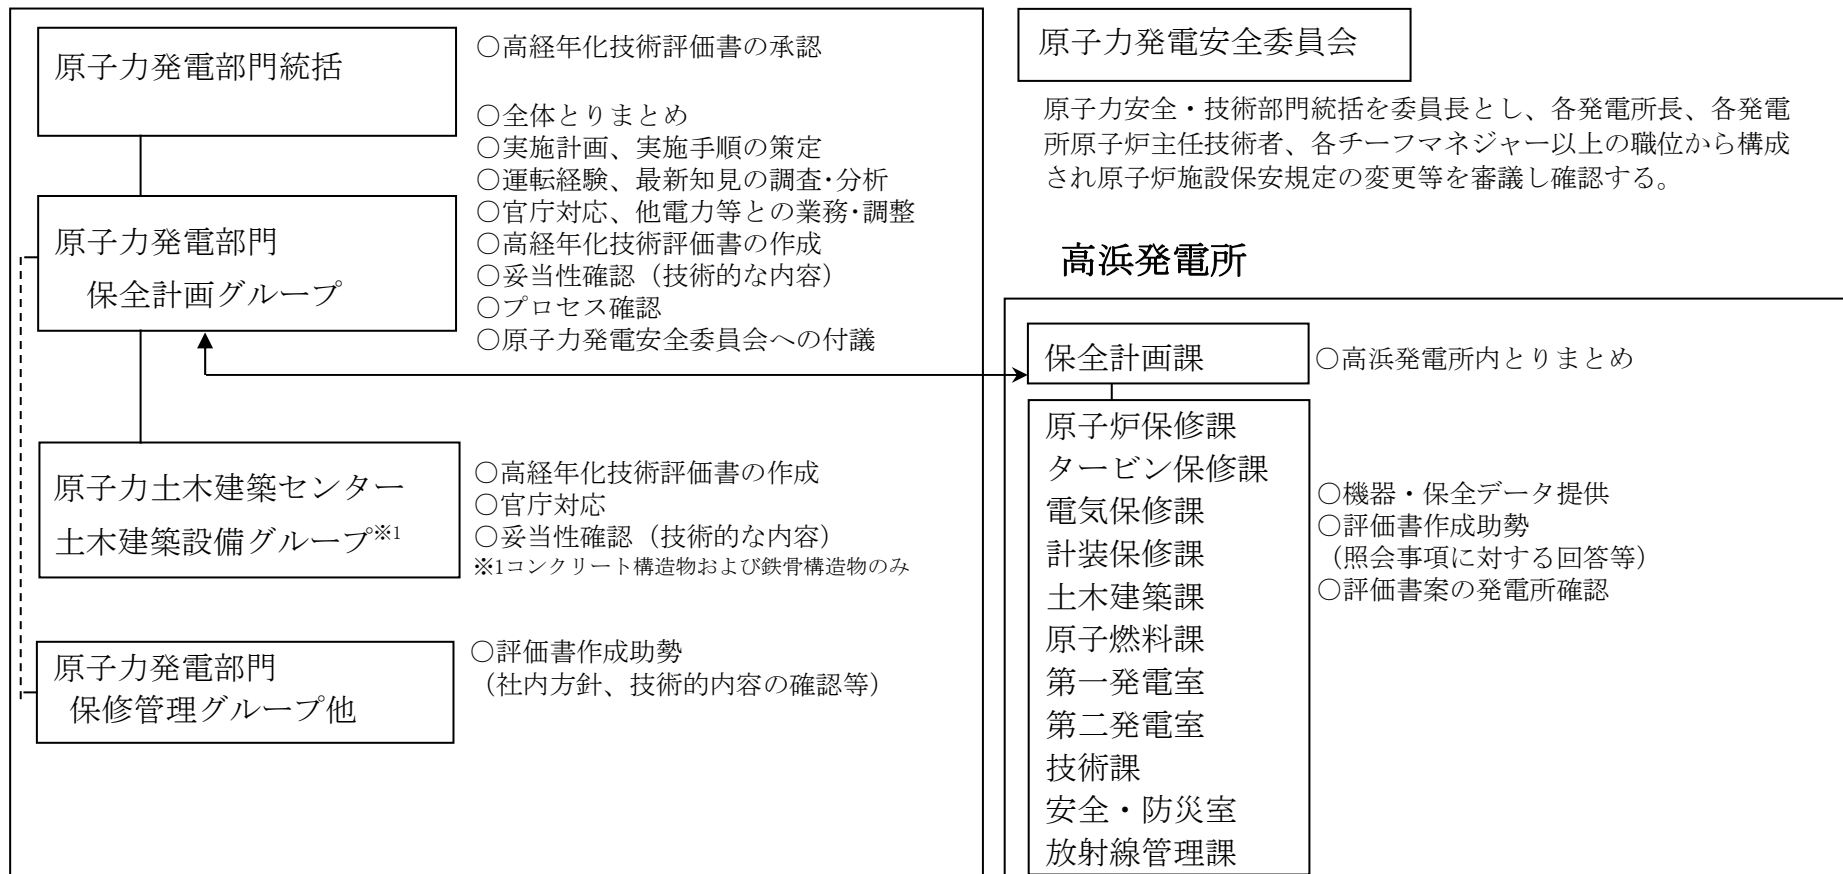 原子力発電部門統括
○高経年化技術評価書の承認
○全体とりまとめ
○実施計画、実施手順の策定
○運転経験、最新知見の調査･分析
○官庁対応、他電力等との業務･調整
○高経年化技術評価書の作成
○妥当性確認（技術的な内容）
○プロセス確認
○原子力発電安全委員会への付議
原子力発電部門
保全計画グループ
原子力土木建築センター
土木建築設備グループ※1
○高経年化技術評価書の作成
○官庁対応
○妥当性確認（技術的な内容）
※1コンクリート構造物および鉄骨構造物のみ
原子力発電部門
保修管理グループ他
○評価書作成助勢
（社内方針、技術的内容の確認等）
原子力発電安全委員会
原子力安全・技術部門統括を委員長とし、各発電所長、各発電
所原子炉主任技術者、各チーフマネジャー以上の職位から構成
され原子炉施設保安規定の変更等を審議し確認する。
高浜発電所
保全計画課
○高浜発電所内とりまとめ
原子炉保修課
タービン保修課
電気保修課
計装保修課
土木建築課
原子燃料課
第一発電室
第二発電室
技術課
安全・防災室
放射線管理課
○機器・保全データ提供
○評価書作成助勢
（照会事項に対する回答等）
○評価書案の発電所確認